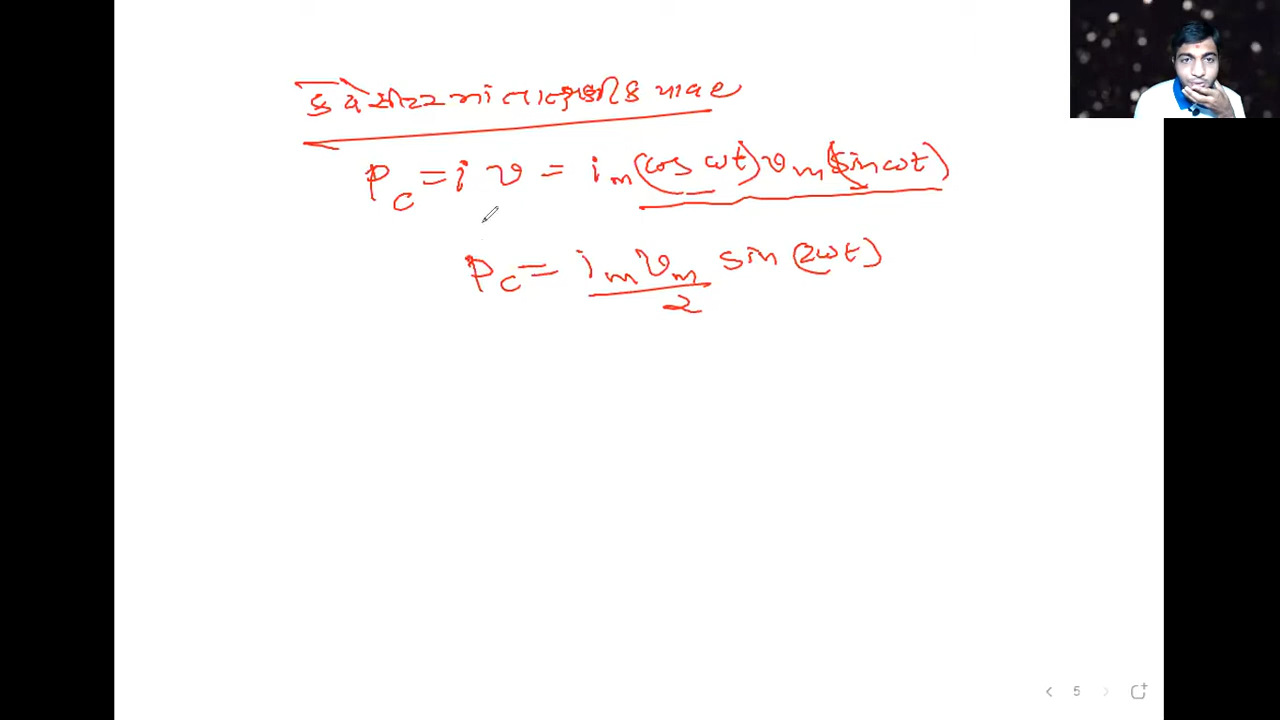 કેપેસીટરમાં તાત્ક્ષણીક પાવર
P_C = i v = i_m (cos ωt) v_m (sin ωt)
P_C = i_m v_m / 2 sin (2ωt)
5